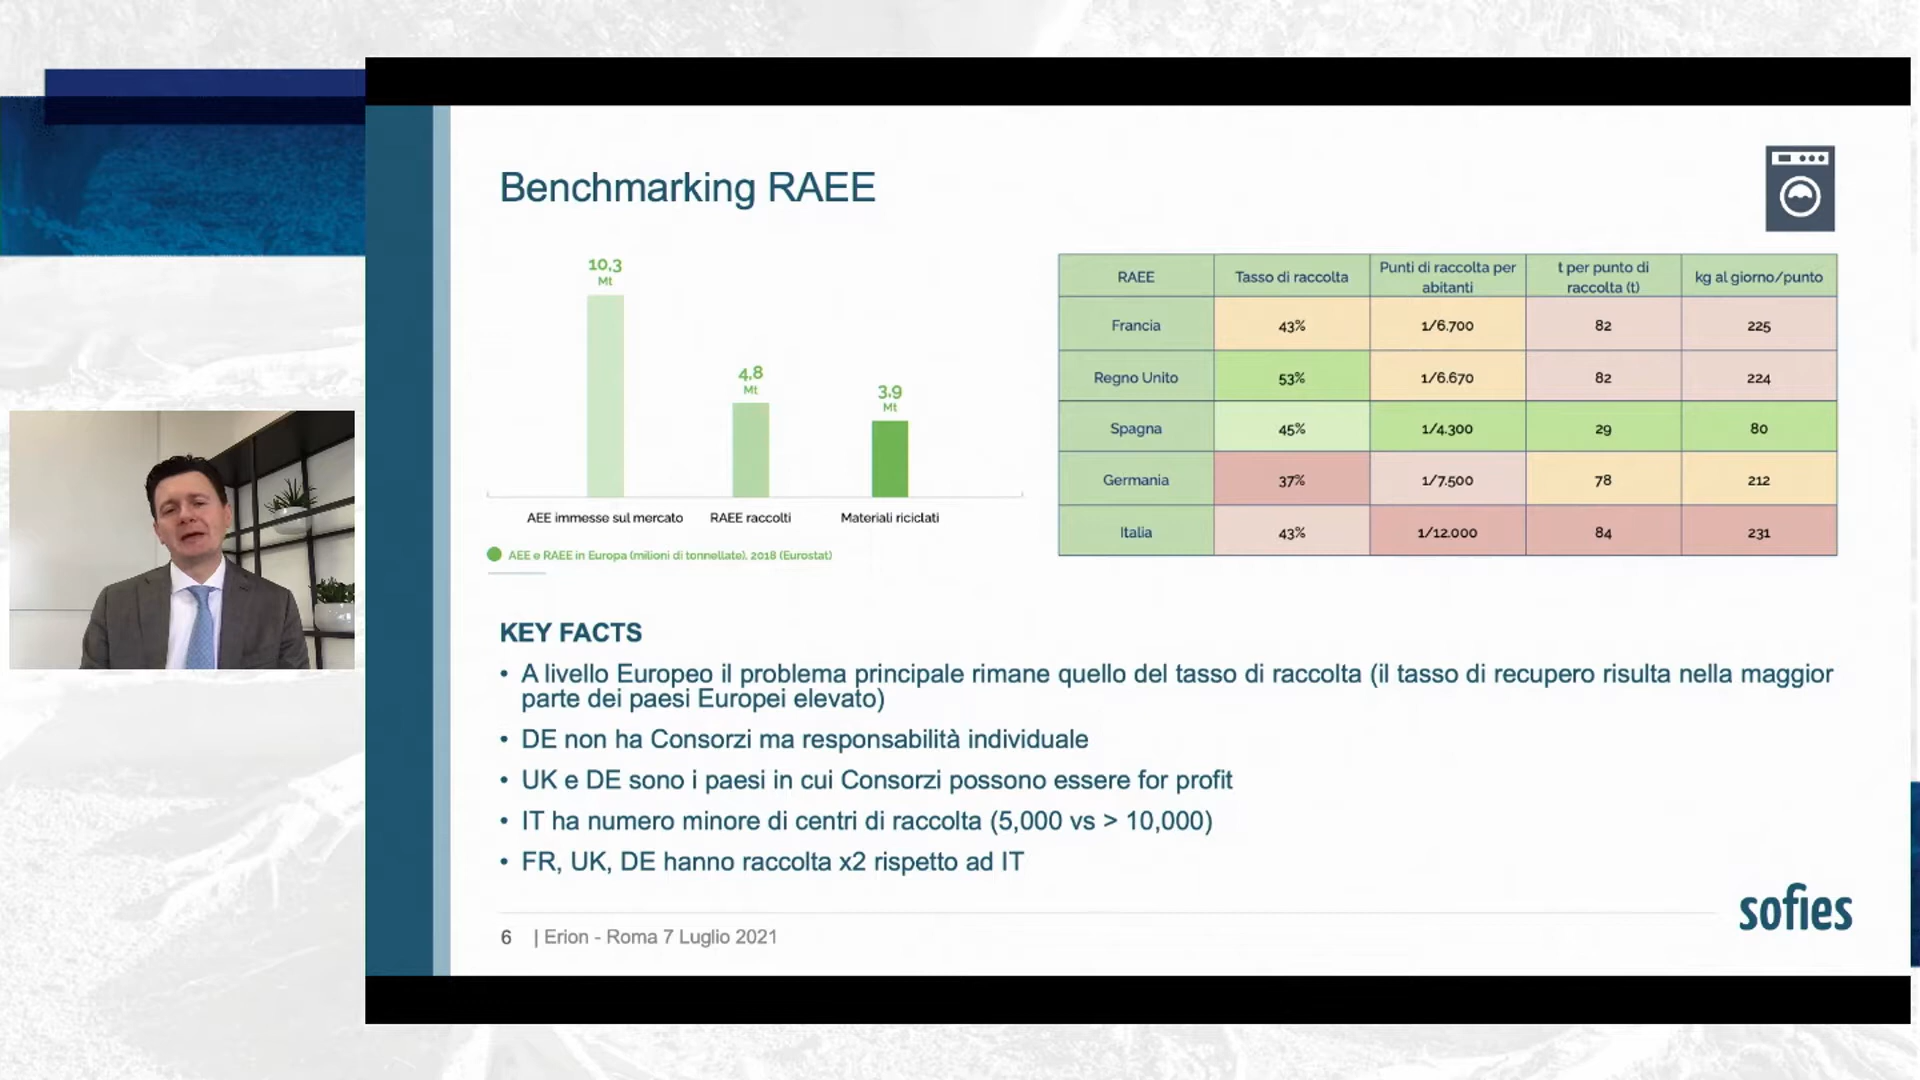 Benchmarking RAEE
10,3
Mt
4,8
Mt
3,9
Mt
AEE immesse sul mercato RAEE raccolti Materiali riciclati
AEE e RAEE in Europa (milioni di tonnellate), 2018 (Eurostat)
RAEE Tasso di raccolta Punti di raccolta per abitanti t per punto di raccolta (t) kg al giorno/punto
Francia 43% 1/6.700 82 225
Regno Unito 53% 1/6.670 82 224
Spagna 45% 1/4.300 29 80
Germania 37% 1/7.500 78 212
Italia 43% 1/12.000 84 231
KEY FACTS
• A livello Europeo il problema principale rimane quello del tasso di raccolta (il tasso di recupero risulta nella maggior
parte dei paesi Europei elevato)
• DE non ha Consorzi ma responsabilità individuale
• UK e DE sono i paesi in cui Consorzi possono essere for profit
• IT ha numero minore di centri di raccolta (5,000 vs > 10,000)
• FR, UK, DE hanno raccolta x2 rispetto ad IT
sofies
6 | Erion - Roma 7 Luglio 2021